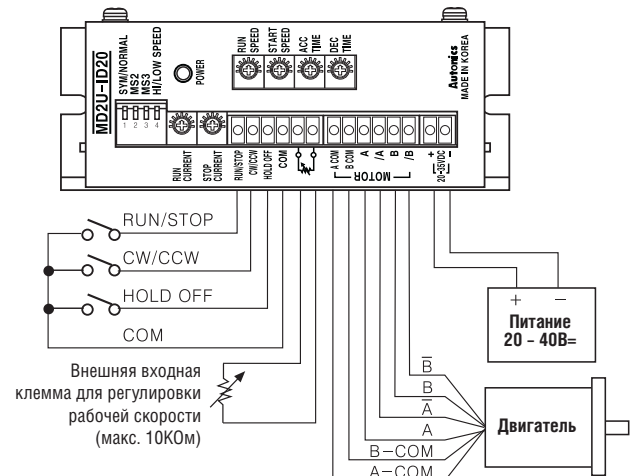 MD2U-ID20
SYM/NORMAL
MS2
MS3
HI/LOW SPEED
1 2 3 4
POWER
RUN SPEED
START SPEED
ACC TIME
DEC TIME
Autonics
MADE IN KOREA
RUN CURRENT
STOP CURRENT
RUN/STOP
CW/CCW
HOLD OFF
COM
A COM
B COM
A
/A
B
/B
MOTOR
+
-
20-35VDC
RUN/STOP
CW/CCW
HOLD OFF
COM
Внешняя входная
клемма для регулировки
рабочей скорости
(макс. 10КОм)
+ −
Питание
20 - 40В=
B̅
B
A̅
A
B-COM
A-COM
Двигатель